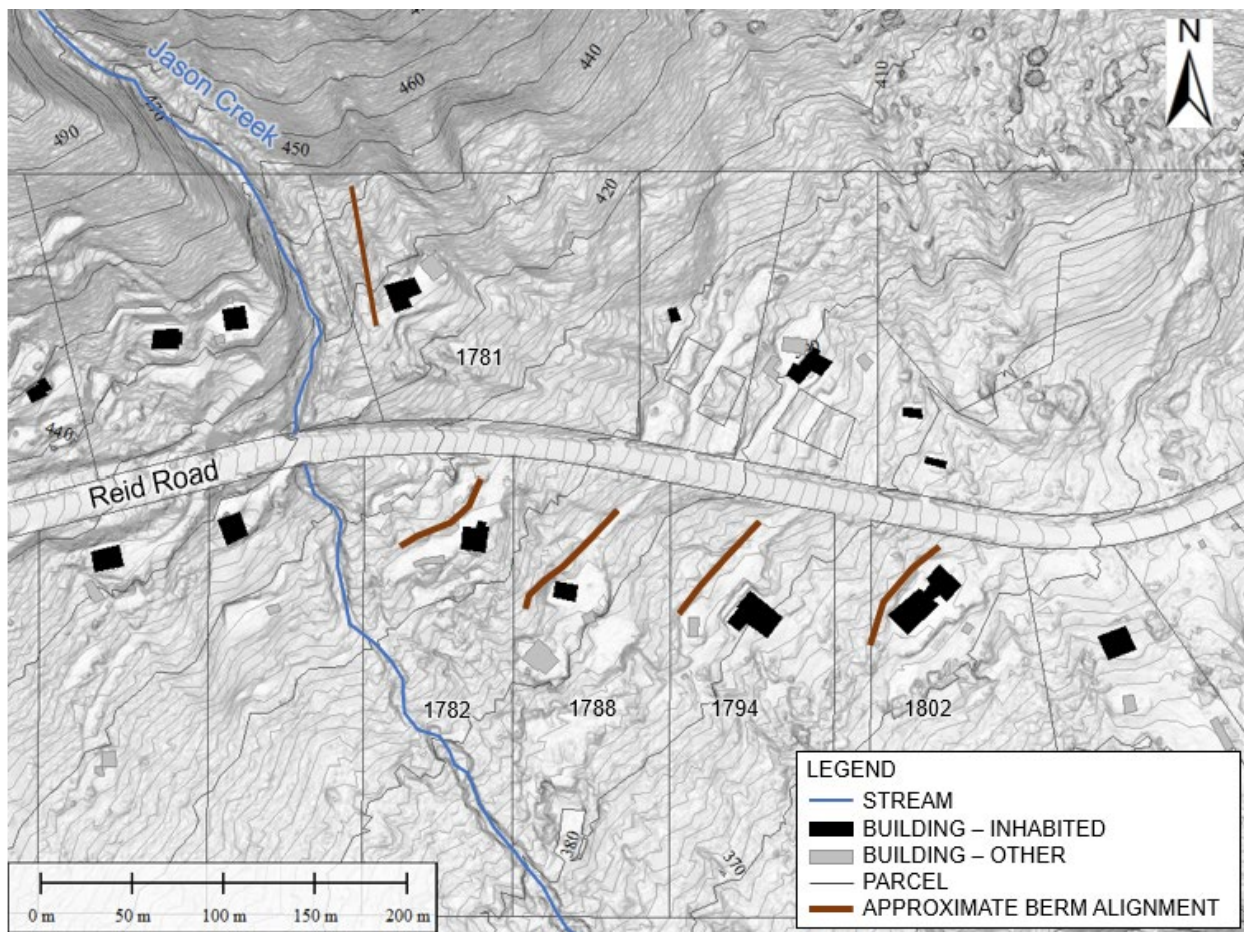 N
Jason Creek
440
460
410
470
490
450
420
1781
440
Reid Road
1782
1788
1794
1802
380
370
LEGEND
STREAM
BUILDING – INHABITED
BUILDING – OTHER
PARCEL
APPROXIMATE BERM ALIGNMENT
0 m
50 m
100 m
150 m
200 m